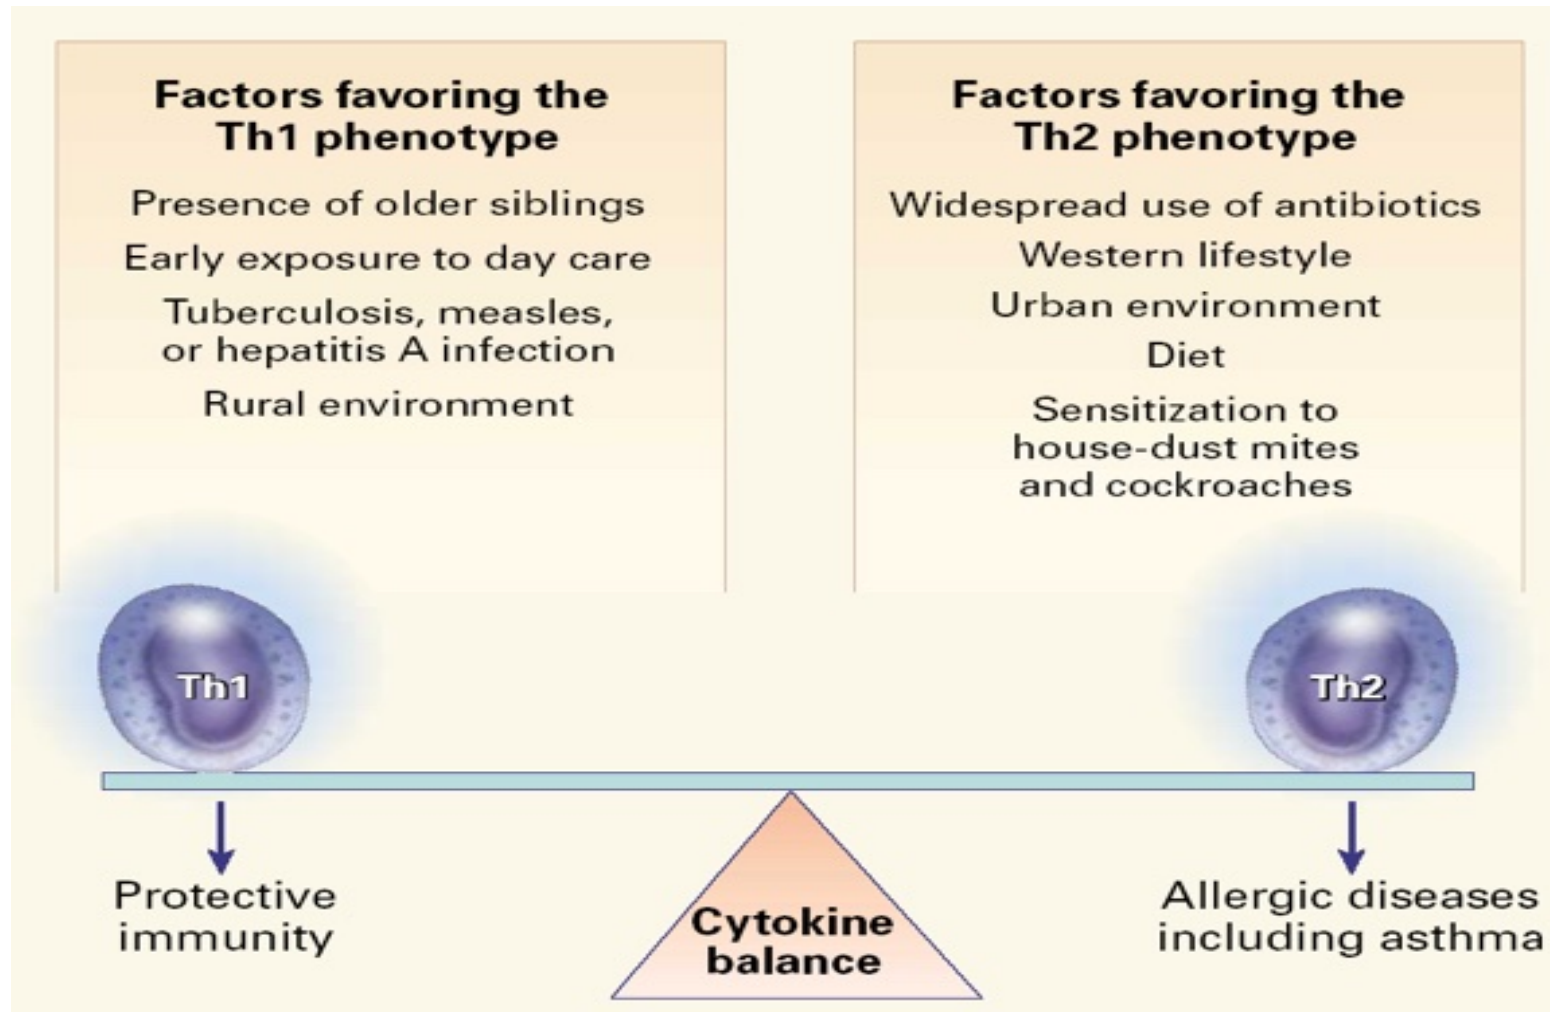 Factors favoring the
Th1 phenotype
Presence of older siblings
Early exposure to day care
Tuberculosis, measles,
or hepatitis A infection
Rural environment
Factors favoring the
Th2 phenotype
Widespread use of antibiotics
Western lifestyle
Urban environment
Diet
Sensitization to
house-dust mites
and cockroaches
Th1
Th2
Protective
immunity
Cytokine
balance
Allergic diseases
including asthma